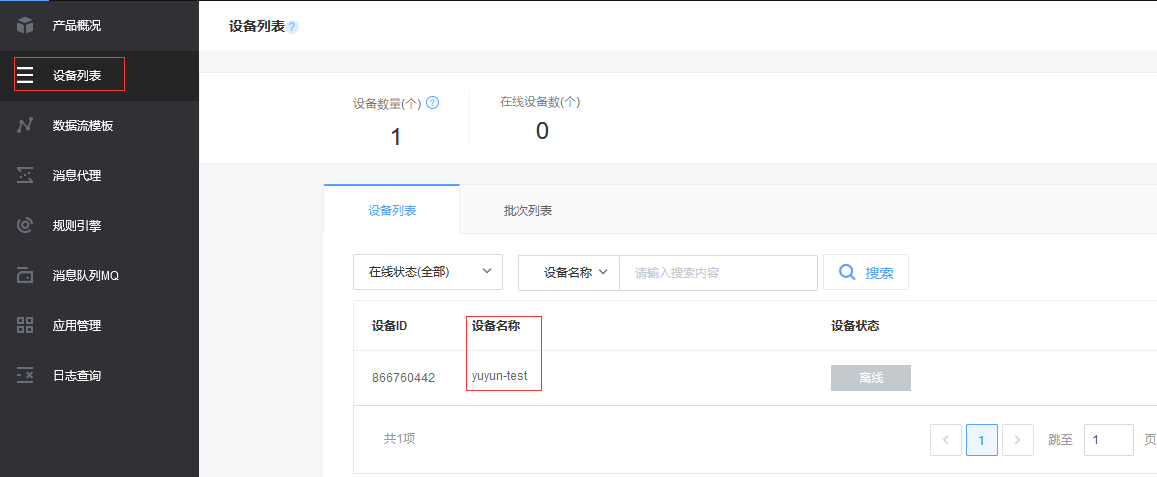 产品概况
设备列表
数据流模板
消息代理
规则引擎
消息队列MQ
应用管理
日志查询
设备列表?
设备数量(个) ?
1
在线设备数(个)
0
设备列表 批次列表
在线状态(全部) 设备名称 请输入搜索内容 搜索
设备ID 设备名称 设备状态
866760442 yuyun-test 离线
共1项 < 1 > 跳至 1 页